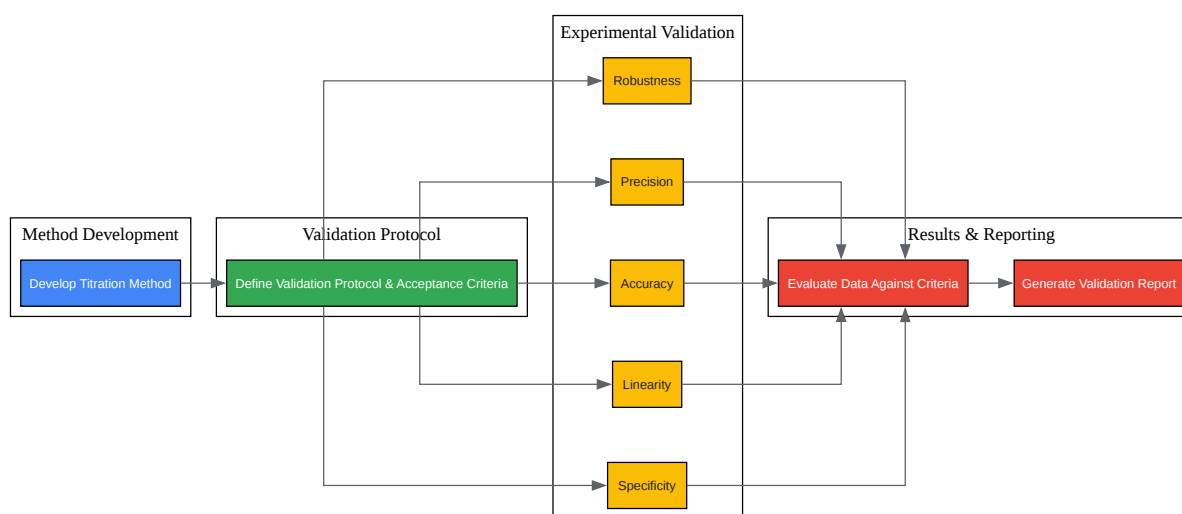 Experimental Validation
Robustness
Precision
Method Development
Validation Protocol
Results & Reporting
Develop Titration Method
Define Validation Protocol & Acceptance Criteria
Accuracy
Evaluate Data Against Criteria
Generate Validation Report
Linearity
Specificity